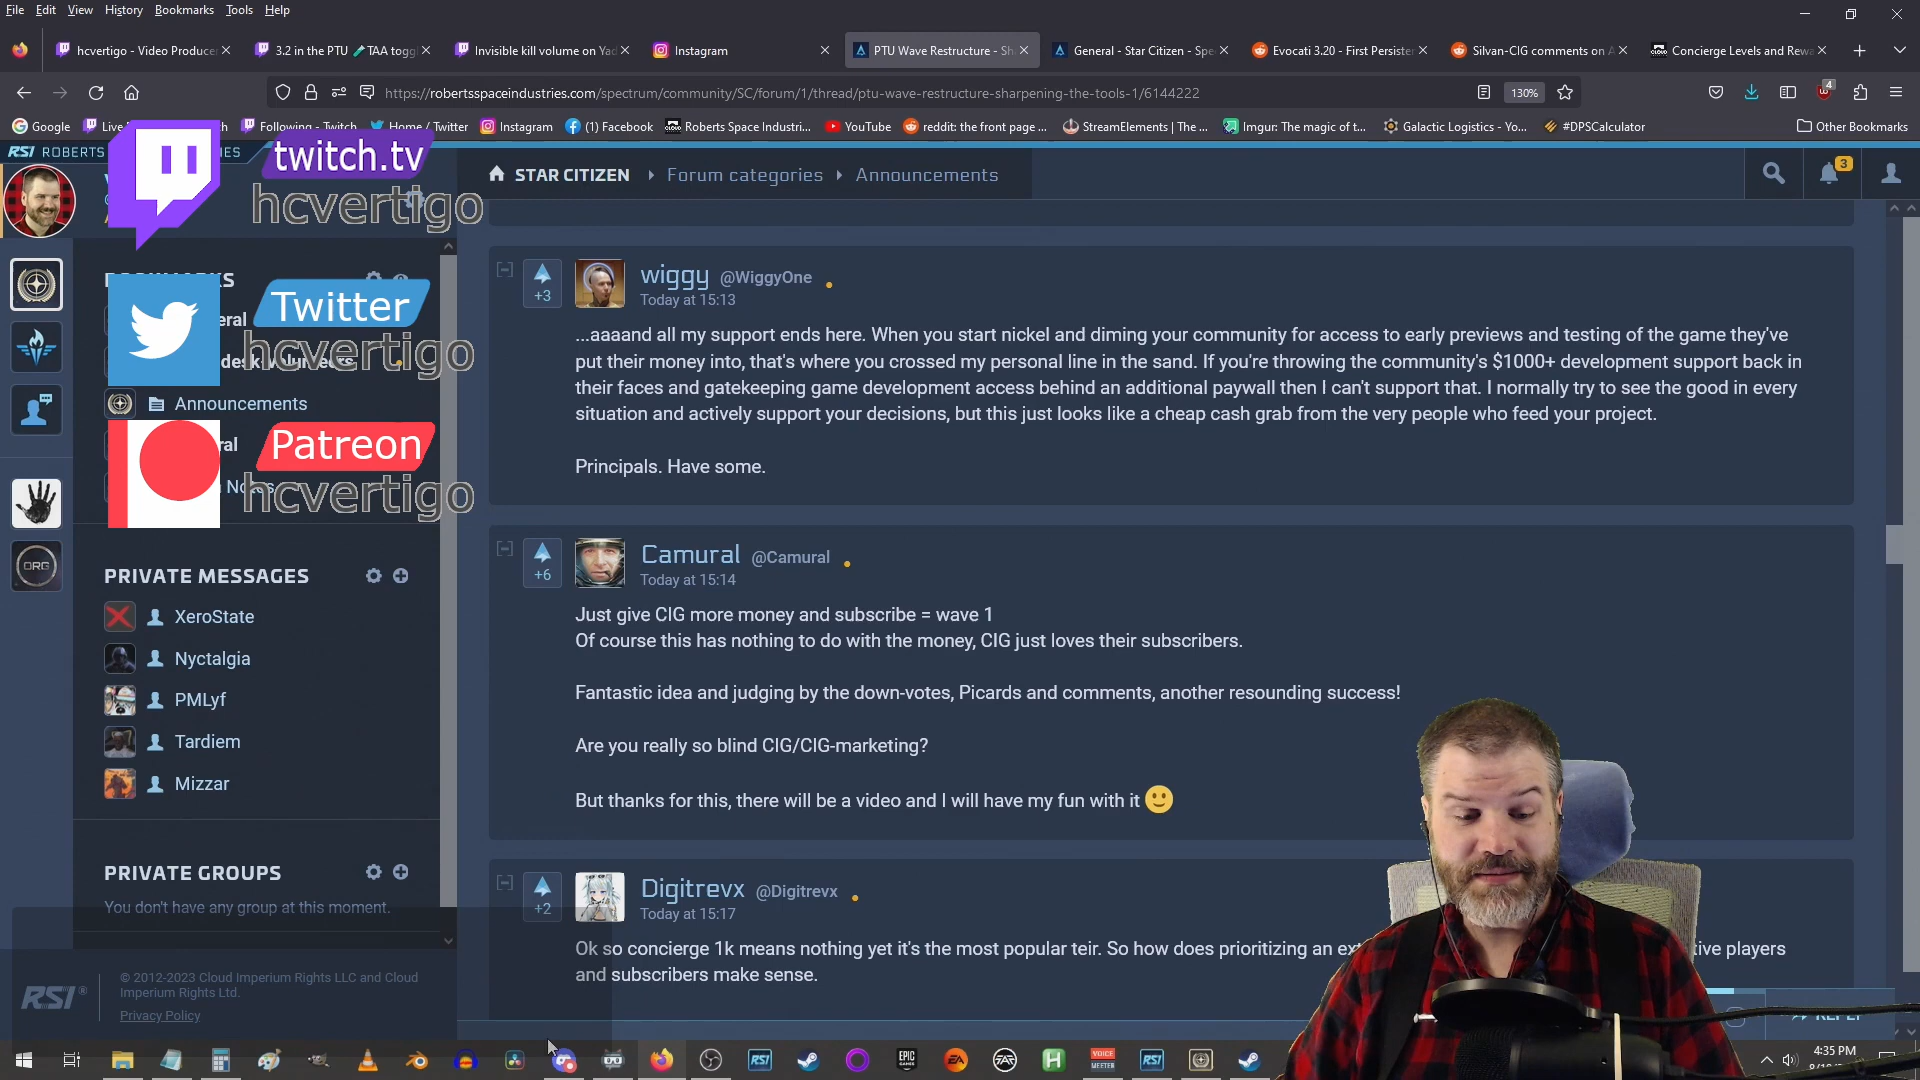 File Edit View History Bookmarks Tools Help
hcvertigo - Video Producer
3.2 in the PTU TAA togg
Invisible kill volume on Ya
Instagram
PTU Wave Restructure - Sh
General - Star Citizen - Spe
Evocati 3.20 - First Persister
Silvan-CIG comments on A
Concierge Levels and Rewa
https://robertsspaceindustries.com/spectrum/community/SC/forum/1/thread/ptu-wave-restructure-sharpening-the-tools-1/6144222
130%
4
Google
Following - Twitch
Home / Twitter
Instagram
(1) Facebook
Roberts Space Industri...
YouTube
reddit: the front page ...
StreamElements | The ...
Imgur: The magic of t...
Galactic Logistics - Yo...
#DPSCalculator
Other Bookmarks
RSI ROBERTS
twitch.tv
hcvertigo
STAR CITIZEN
Forum categories
Announcements
3
Twitter
hcvertigo
Announcements
Patreon
hcvertigo
PRIVATE MESSAGES
XeroState
Nyctalgia
PMLyf
Tardiem
Mizzar
PRIVATE GROUPS
You don't have any group at this moment.
RSI
© 2012-2023 Cloud Imperium Rights LLC and Cloud
Imperium Rights Ltd.
Privacy Policy
+3
wiggy @WiggyOne
Today at 15:13
...aaaand all my support ends here. When you start nickel and diming your community for access to early previews and testing of the game they've
put their money into, that's where you crossed my personal line in the sand. If you're throwing the community's $1000+ development support back in
their faces and gatekeeping game development access behind an additional paywall then I can't support that. I normally try to see the good in every
situation and actively support your decisions, but this just looks like a cheap cash grab from the very people who feed your project.
Principals. Have some.
+6
Camural @Camural
Today at 15:14
Just give CIG more money and subscribe = wave 1
Of course this has nothing to do with the money, CIG just loves their subscribers.
Fantastic idea and judging by the down-votes, Picards and comments, another resounding success!
Are you really so blind CIG/CIG-marketing?
But thanks for this, there will be a video and I will have my fun with it
+2
Digitrevx @Digitrevx
Today at 15:17
Ok so concierge 1k means nothing yet it's the most popular teir. So how does prioritizing an ex tive players
and subscribers make sense.
RSI
EPIC GAMES
EA
VOICE MEETER
RSI
4:35 PM